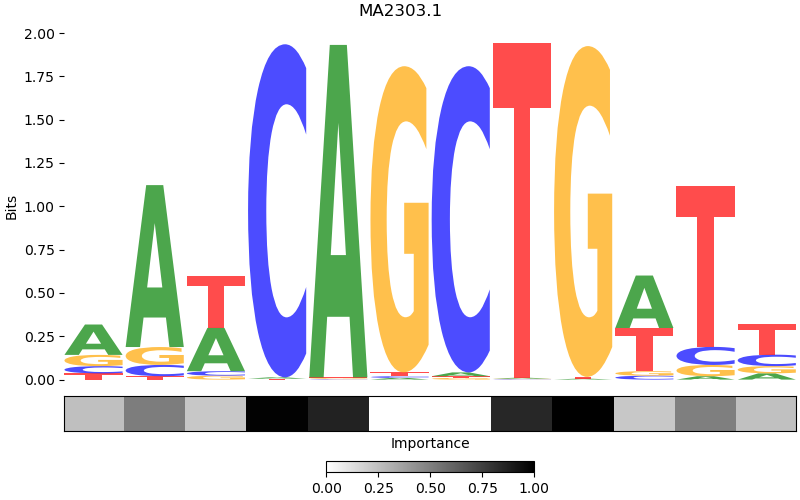 MA2303.1
2.00
1.75
1.50
1.25
1.00
0.75
0.50
0.25
0.00
Bits
A G C T
A G C T
T A C G
C
A
G T C A
C A T G
T
G
A T G C
T C G A
T C G A
Importance
0.00 0.25 0.50 0.75 1.00